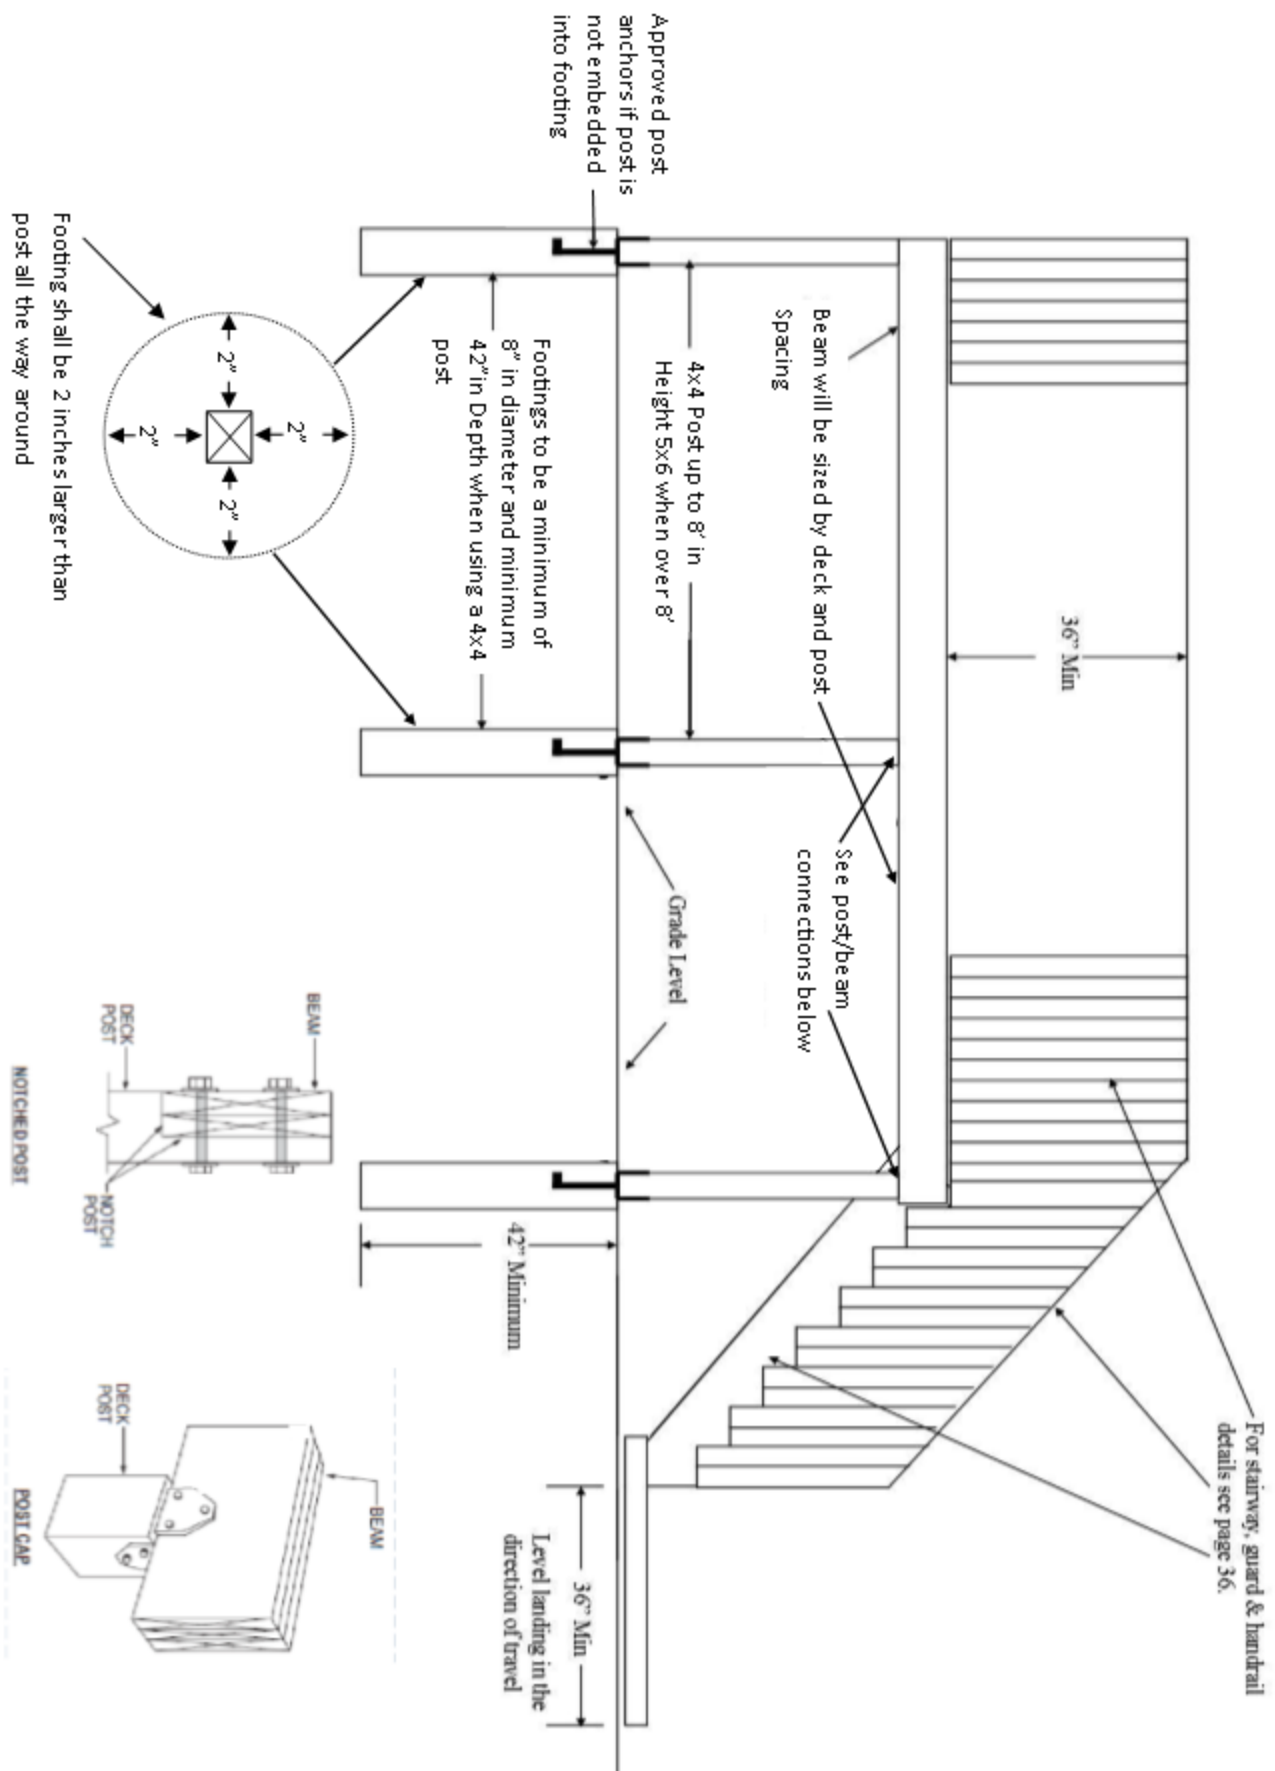 For stairway, guard & handrail
details see page 36.
36” Min
Beam will be sized by deck and post
Spacing
See post/beam
connections below
4x4 Post up to 8’ in
Height 5x6 when over 8’
Approved post
anchors if post is
not embedded
into footing
Grade Level
Footings to be a minimum of
8” in diameter and minimum
42”in Depth when using a 4x4
post
42” Minimum
36” Min
Level landing in the
direction of travel
2”
2”
2”
2”
Footing shall be 2 inches larger than
post all the way around
BEAM
DECK
POST
NOTCH
POST
NOTCHED POST
BEAM
DECK
POST
POST CAP